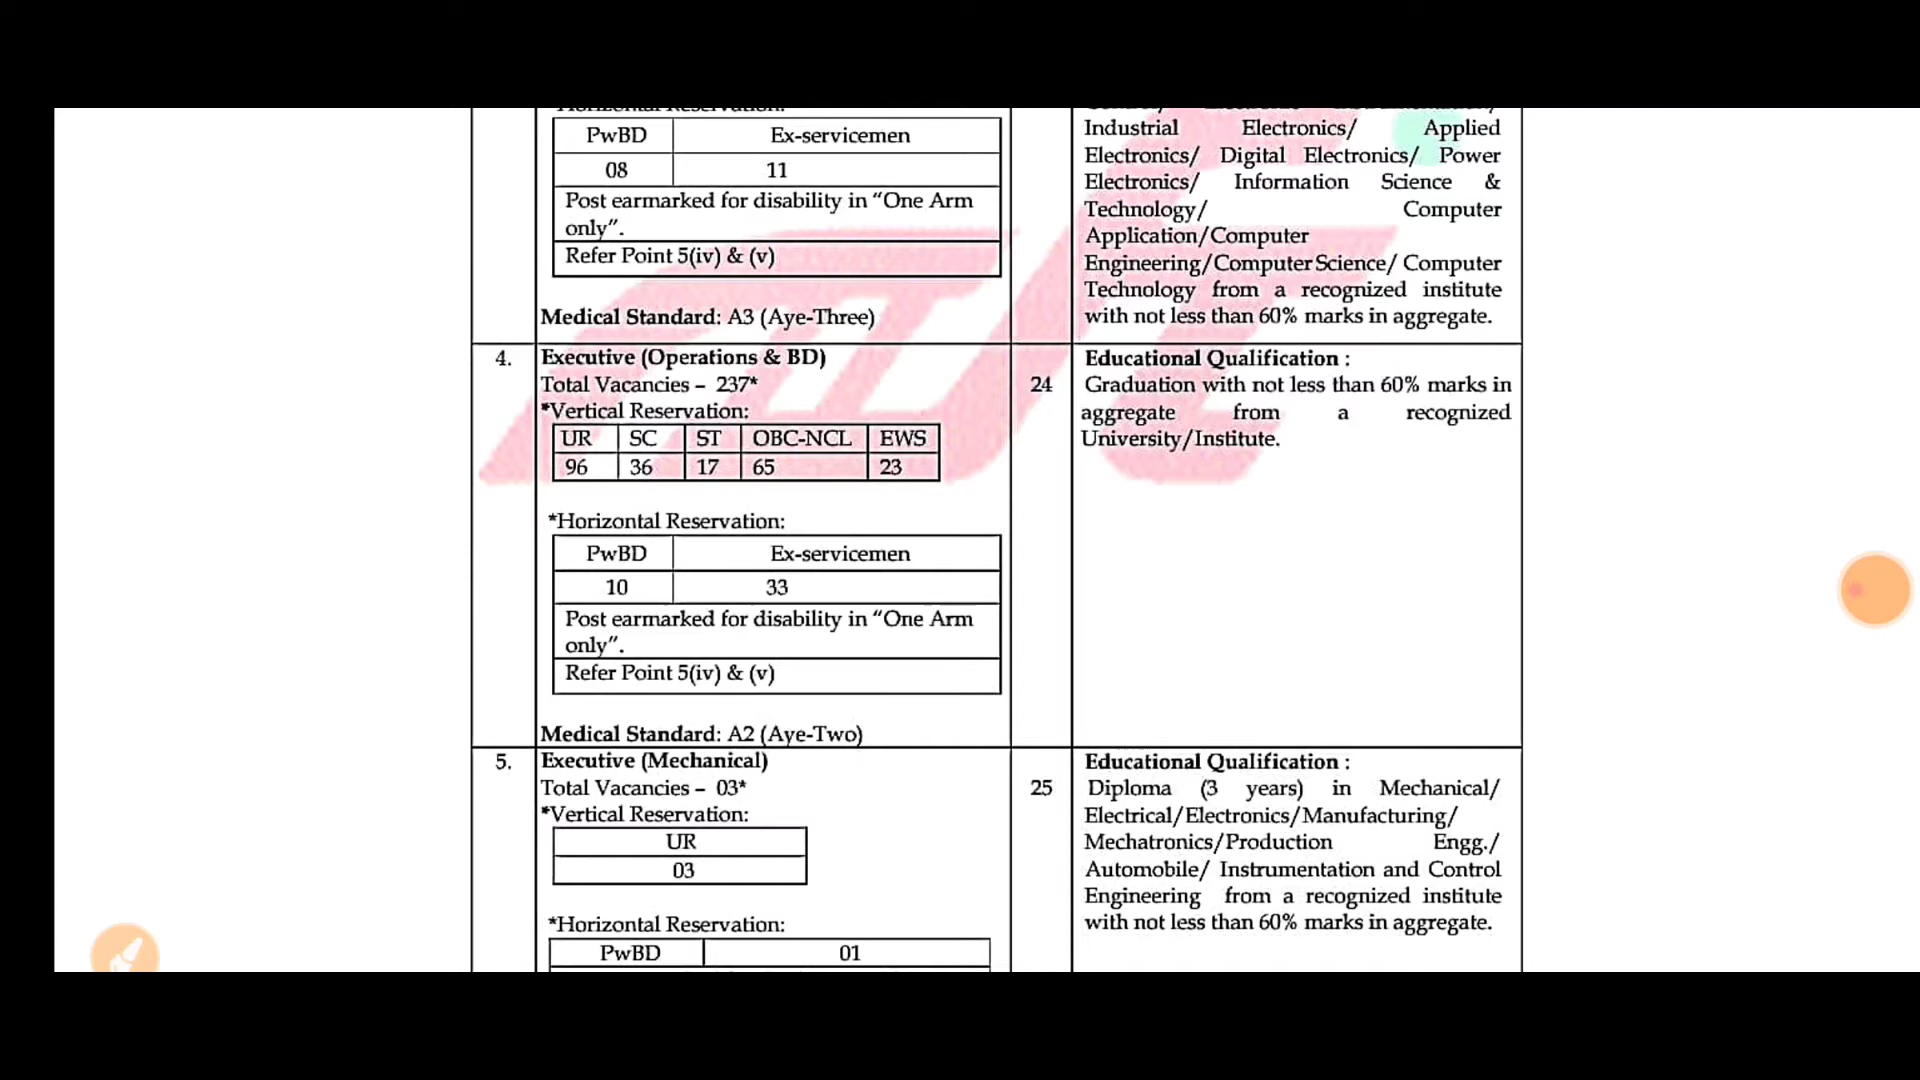 Horizontal Reservation:
PwBD Ex-servicemen
08 11
Post earmarked for disability in “One Arm
only”.
Refer Point 5(iv) & (v)
Medical Standard: A3 (Aye-Three)
Industrial Electronics/ Applied
Electronics/ Digital Electronics/ Power
Electronics/ Information Science &
Technology/ Computer
Application/Computer
Engineering/Computer Science/ Computer
Technology from a recognized institute
with not less than 60% marks in aggregate.
4.
Executive (Operations & BD)
Total Vacancies – 237*
*Vertical Reservation:
UR SC ST OBC-NCL EWS
96 36 17 65 23
*Horizontal Reservation:
PwBD Ex-servicemen
10 33
Post earmarked for disability in “One Arm
only”.
Refer Point 5(iv) & (v)
Medical Standard: A2 (Aye-Two)
24
Educational Qualification :
Graduation with not less than 60% marks in
aggregate from a recognized
University/Institute.
5.
Executive (Mechanical)
Total Vacancies – 03*
*Vertical Reservation:
UR
03
*Horizontal Reservation:
PwBD 01
25
Educational Qualification :
Diploma (3 years) in Mechanical/
Electrical/Electronics/Manufacturing/
Mechatronics/Production Engg./
Automobile/ Instrumentation and Control
Engineering from a recognized institute
with not less than 60% marks in aggregate.